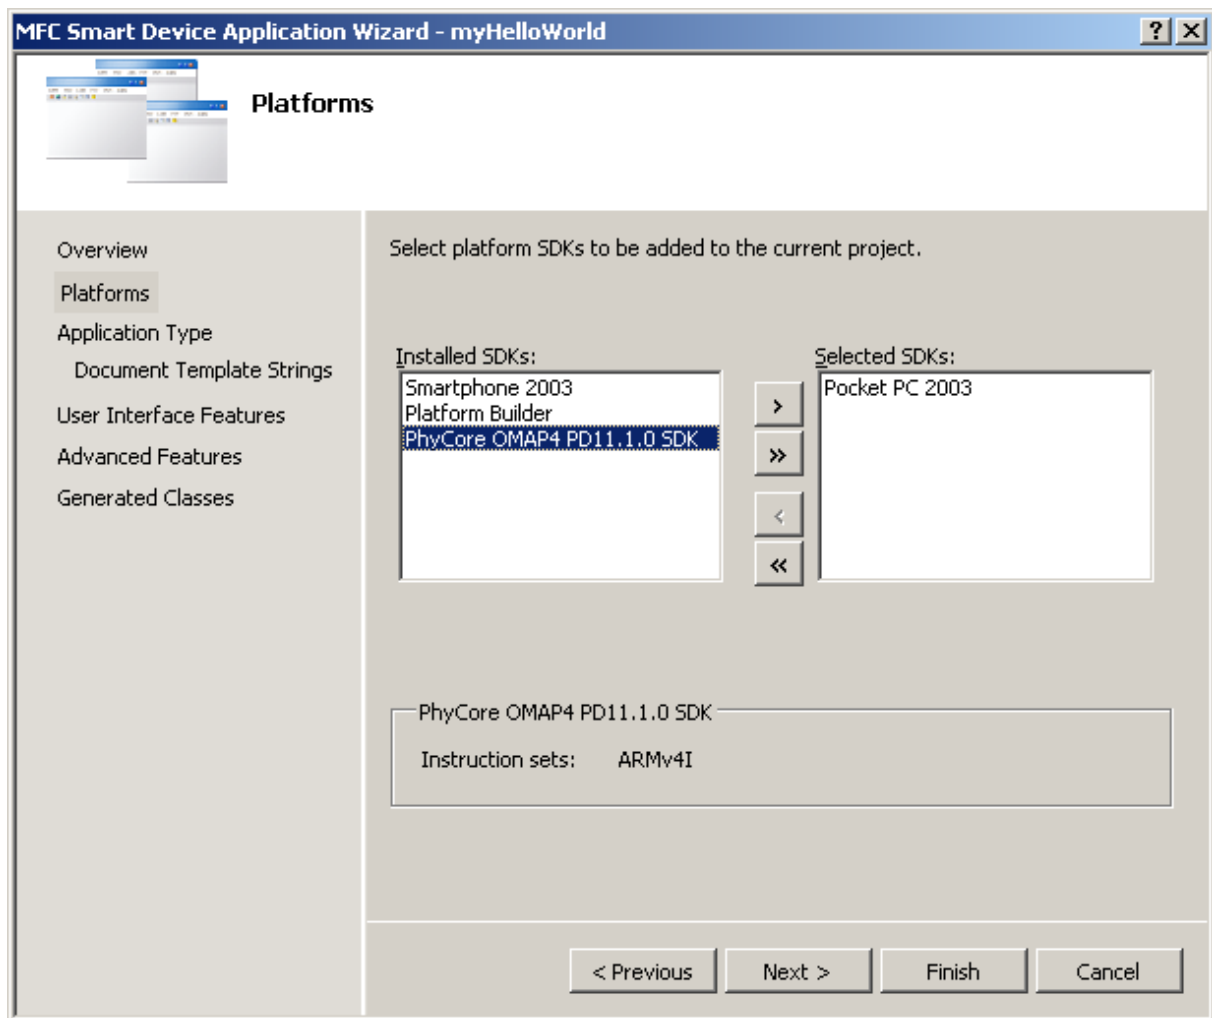 MFC Smart Device Application Wizard - myHelloWorld
Platforms
Overview
Platforms
Application Type
Document Template Strings
User Interface Features
Advanced Features
Generated Classes
Select platform SDKs to be added to the current project.
Installed SDKs:
Smartphone 2003
Platform Builder
PhyCore OMAP4 PD11.1.0 SDK
>
>>
<
<<
Selected SDKs:
Pocket PC 2003
PhyCore OMAP4 PD11.1.0 SDK
Instruction sets: ARMv4I
< Previous Next > Finish Cancel